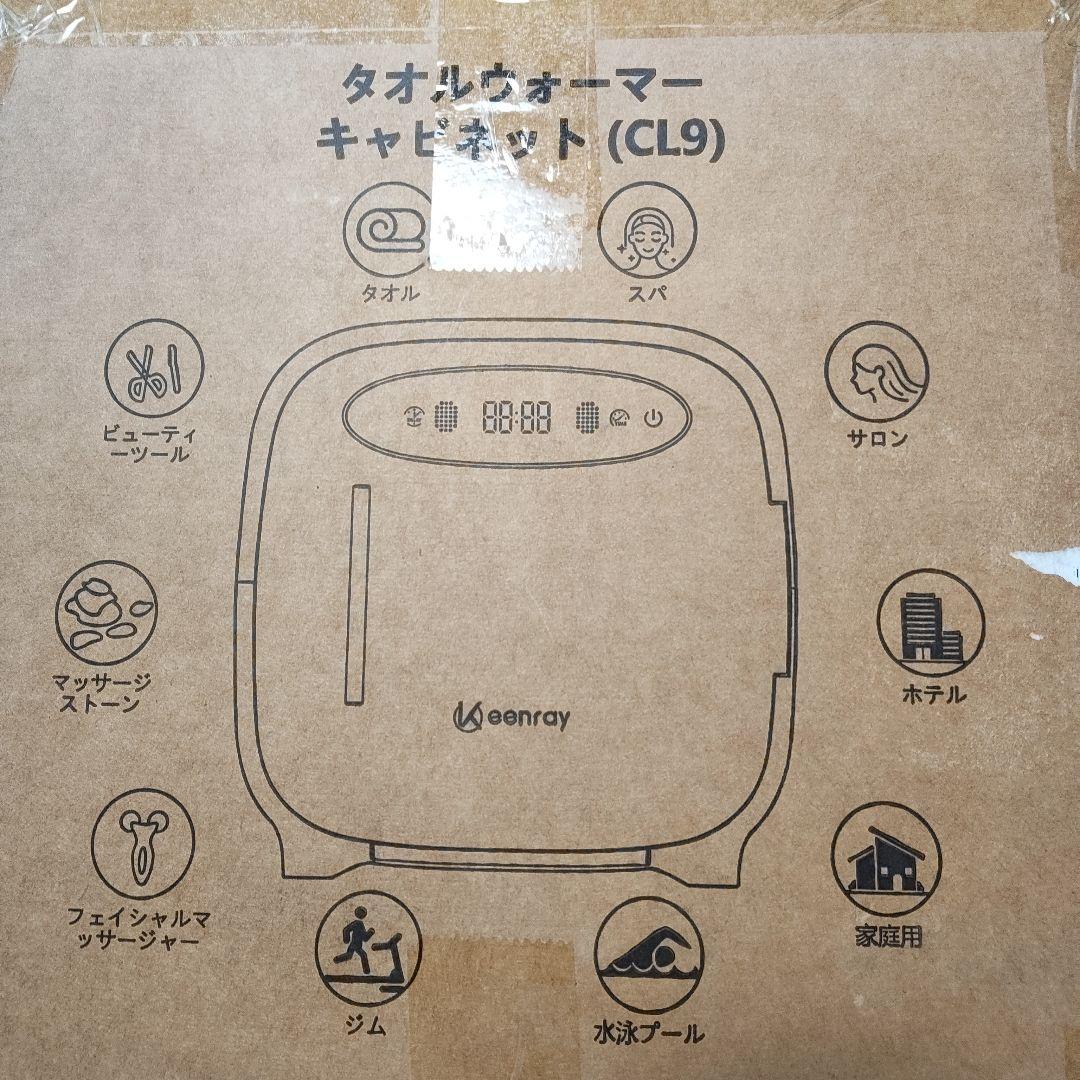 タオルウォーマー
キャビネット (CL9)
タオル
スパ
ビューティ
ーツール
サロン
88:88
TIME
マッサージ
ストーン
ホテル
Keenray
フェイシャルマ
ッサージャー
家庭用
ジム
水泳プール